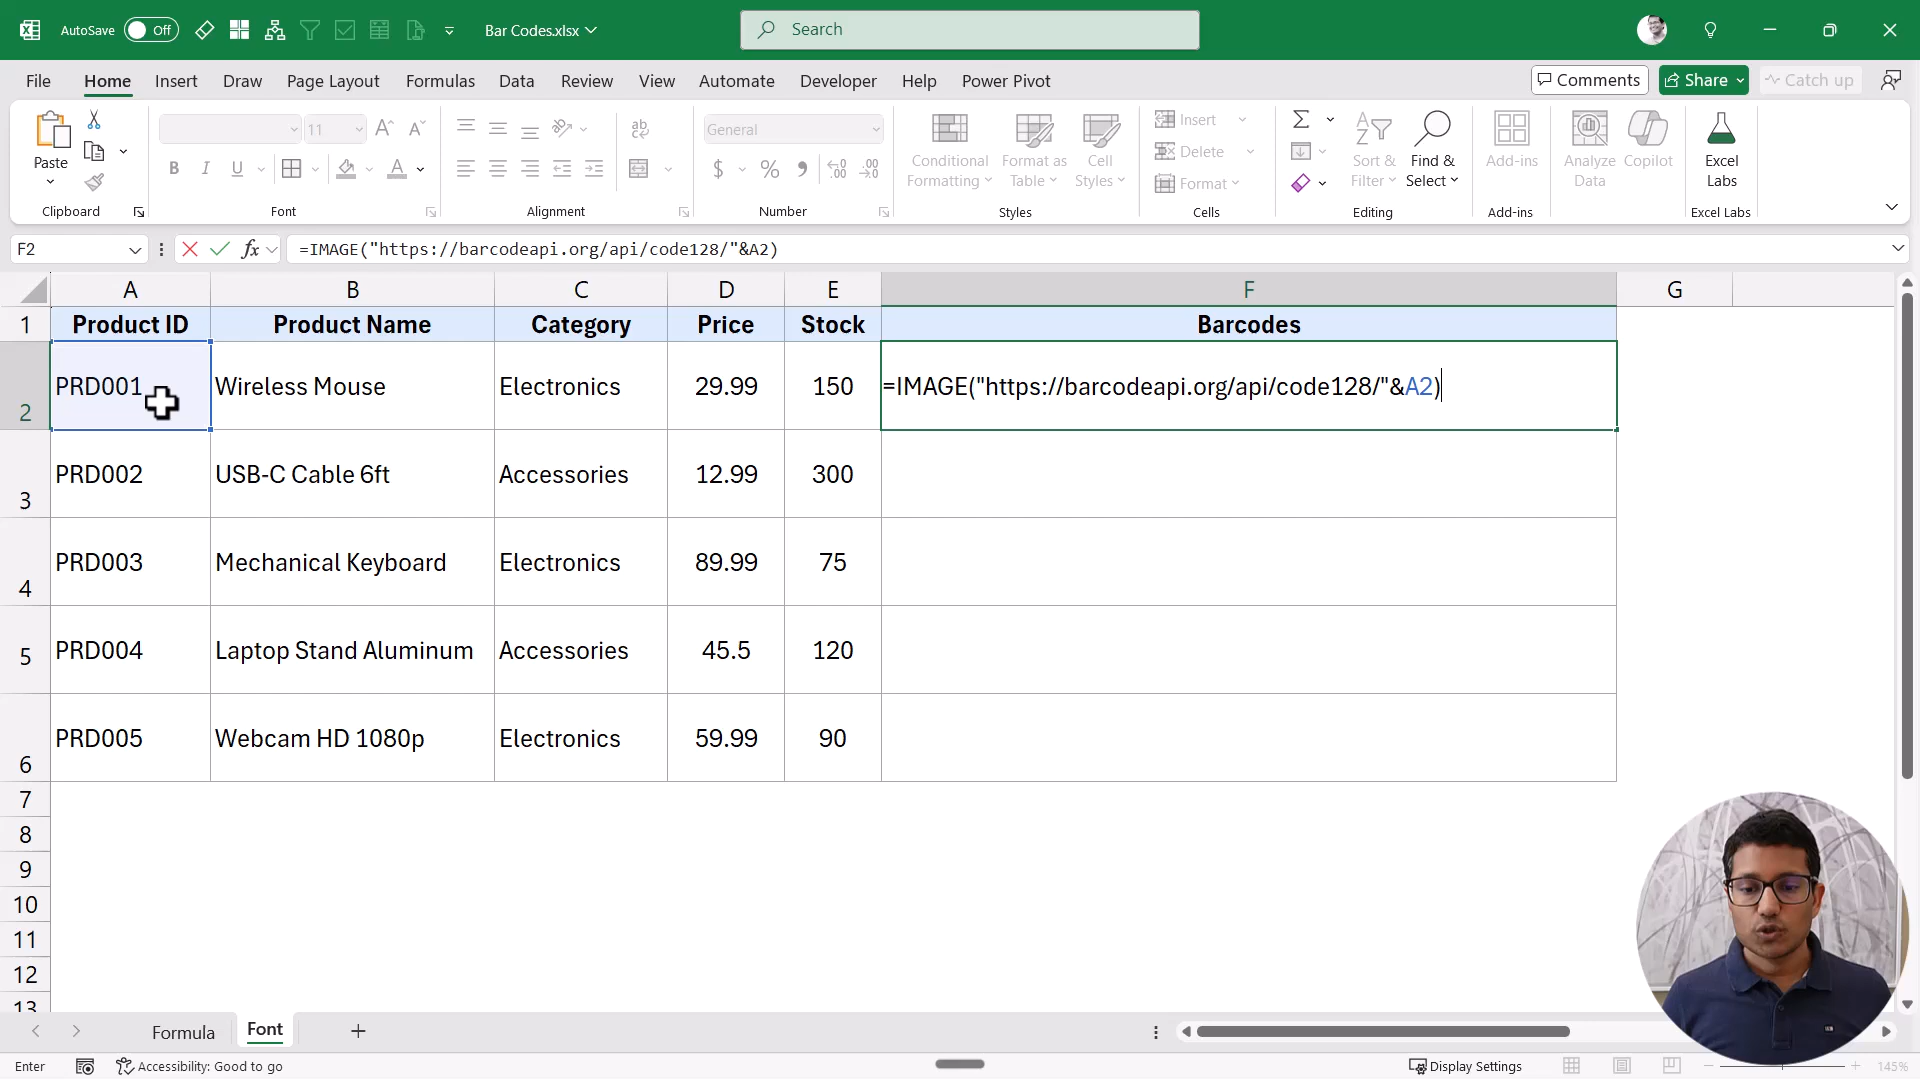 AutoSave Off Bar Codes.xlsx Search
File Home Insert Draw Page Layout Formulas Data Review View Automate Developer Help Power Pivot Comments Share Catch up
Paste
Clipboard
11
B I U
Font
ab
Alignment
General
$ %
Number
Conditional Formatting
Format as Table
Cell Styles
Styles
Insert
Delete
Format
Cells
Sort & Filter
Find & Select
Editing
Add-ins
Add-ins
Analyze Data
Copilot
Excel Labs
Excel Labs
F2 fx =IMAGE("https://barcodeapi.org/api/code128/"&A2)
A B C D E F G
1 Product ID Product Name Category Price Stock Barcodes
2 PRD001 Wireless Mouse Electronics 29.99 150 =IMAGE("https://barcodeapi.org/api/code128/"&A2)
3 PRD002 USB-C Cable 6ft Accessories 12.99 300
4 PRD003 Mechanical Keyboard Electronics 89.99 75
5 PRD004 Laptop Stand Aluminum Accessories 45.5 120
6 PRD005 Webcam HD 1080p Electronics 59.99 90
7
8
9
10
11
12
13
Formula Font
Enter Accessibility: Good to go Display Settings 145%